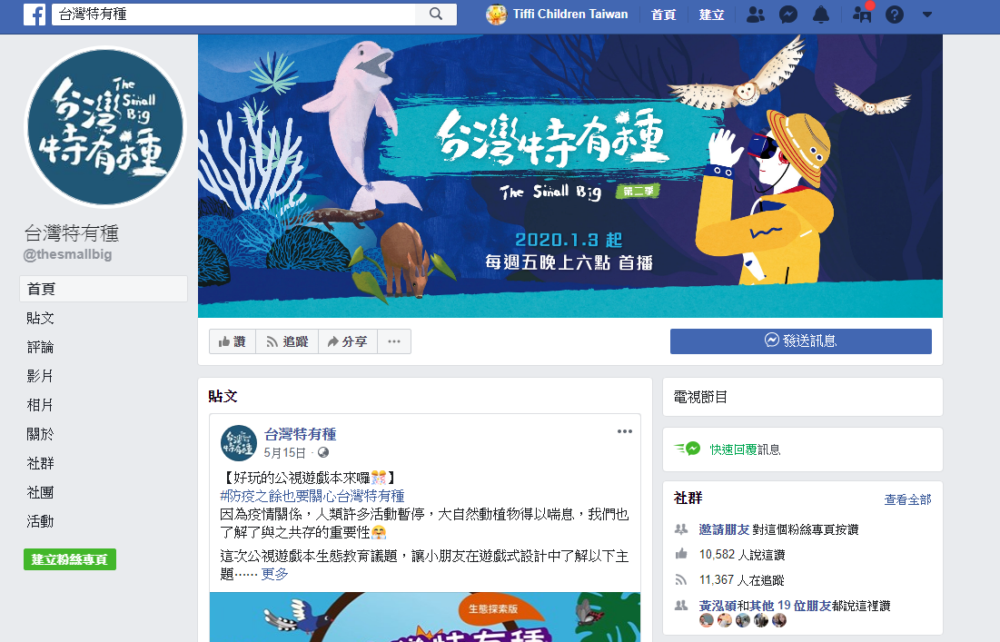 台灣特有種
Tiffi Children Taiwan
首頁
建立
The
Small
Big
台灣
特有種
台灣特有種
The Small Big 第二季
2020.1.3 起
每週五晚上六點 首播
台灣特有種
@thesmallbig
首頁
貼文
評論
影片
相片
關於
社群
社團
活動
建立粉絲專頁
讚
追蹤
分享
發送訊息
貼文
台灣
特有種
台灣特有種
5月15日
【好玩的公視遊戲本來囉🎊】
#防疫之餘也要關心台灣特有種
因為疫情關係，人類許多活動暫停，大自然動植物得以喘息，我們也
了解了與之共存的重要性🤗
這次公視遊戲本生態教育議題，讓小朋友在遊戲式設計中了解以下主
題⋯⋯ 更多
生態探索版
電視節目
快速回覆訊息
社群
查看全部
邀請朋友 對這個粉絲專頁按讚
10,582 人說這讚
11,367 人在追蹤
黃泓碩和其他 19 位朋友都說這裡讚